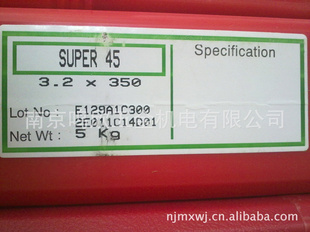 SUPER 45
Specification
3.2 x 350
Lot No : E129A1C300
2E011C14D01
Net Wt : 5 Kg
南京 机电有限公司
njmxwj.cn.1688.com